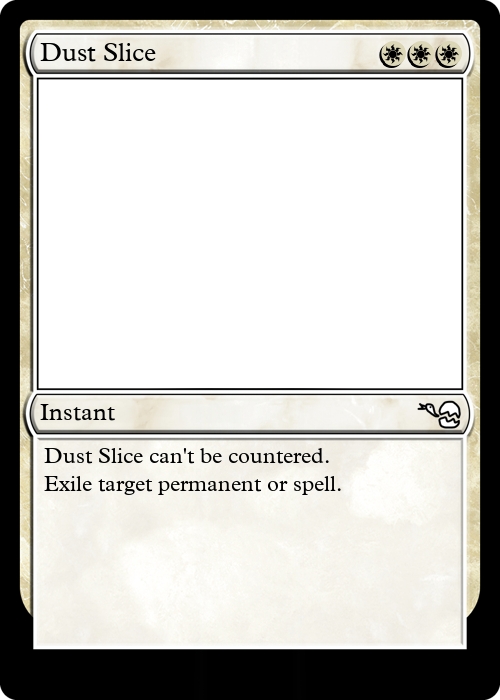 Dust Slice
Instant
Dust Slice can't be countered.
Exile target permanent or spell.